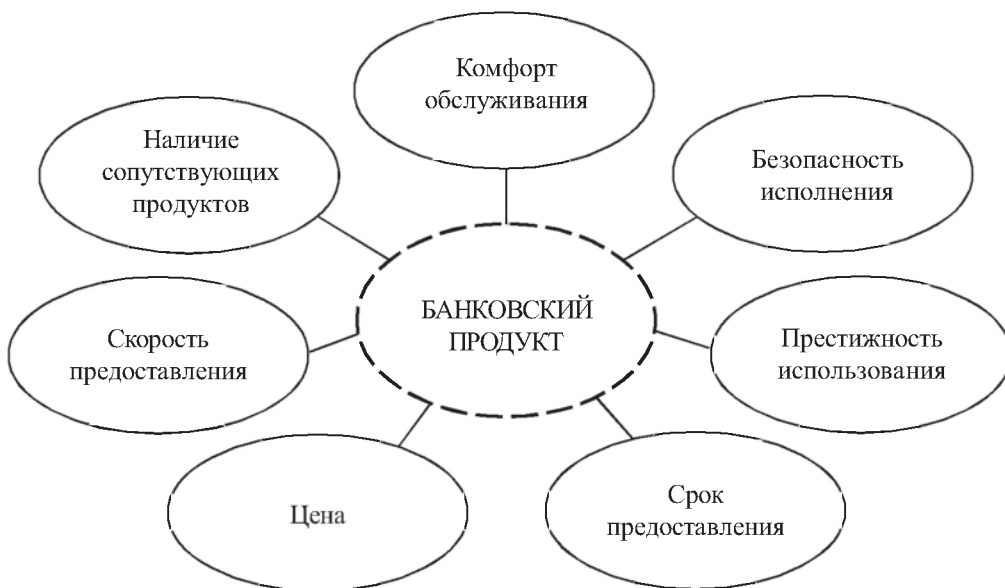 Комфорт
обслуживания
Наличие
сопутствующих
продуктов
Безопасность
исполнения
БАНКОВСКИЙ
ПРОДУКТ
Скорость
предоставления
Престижность
использования
Цена
Срок
предоставления